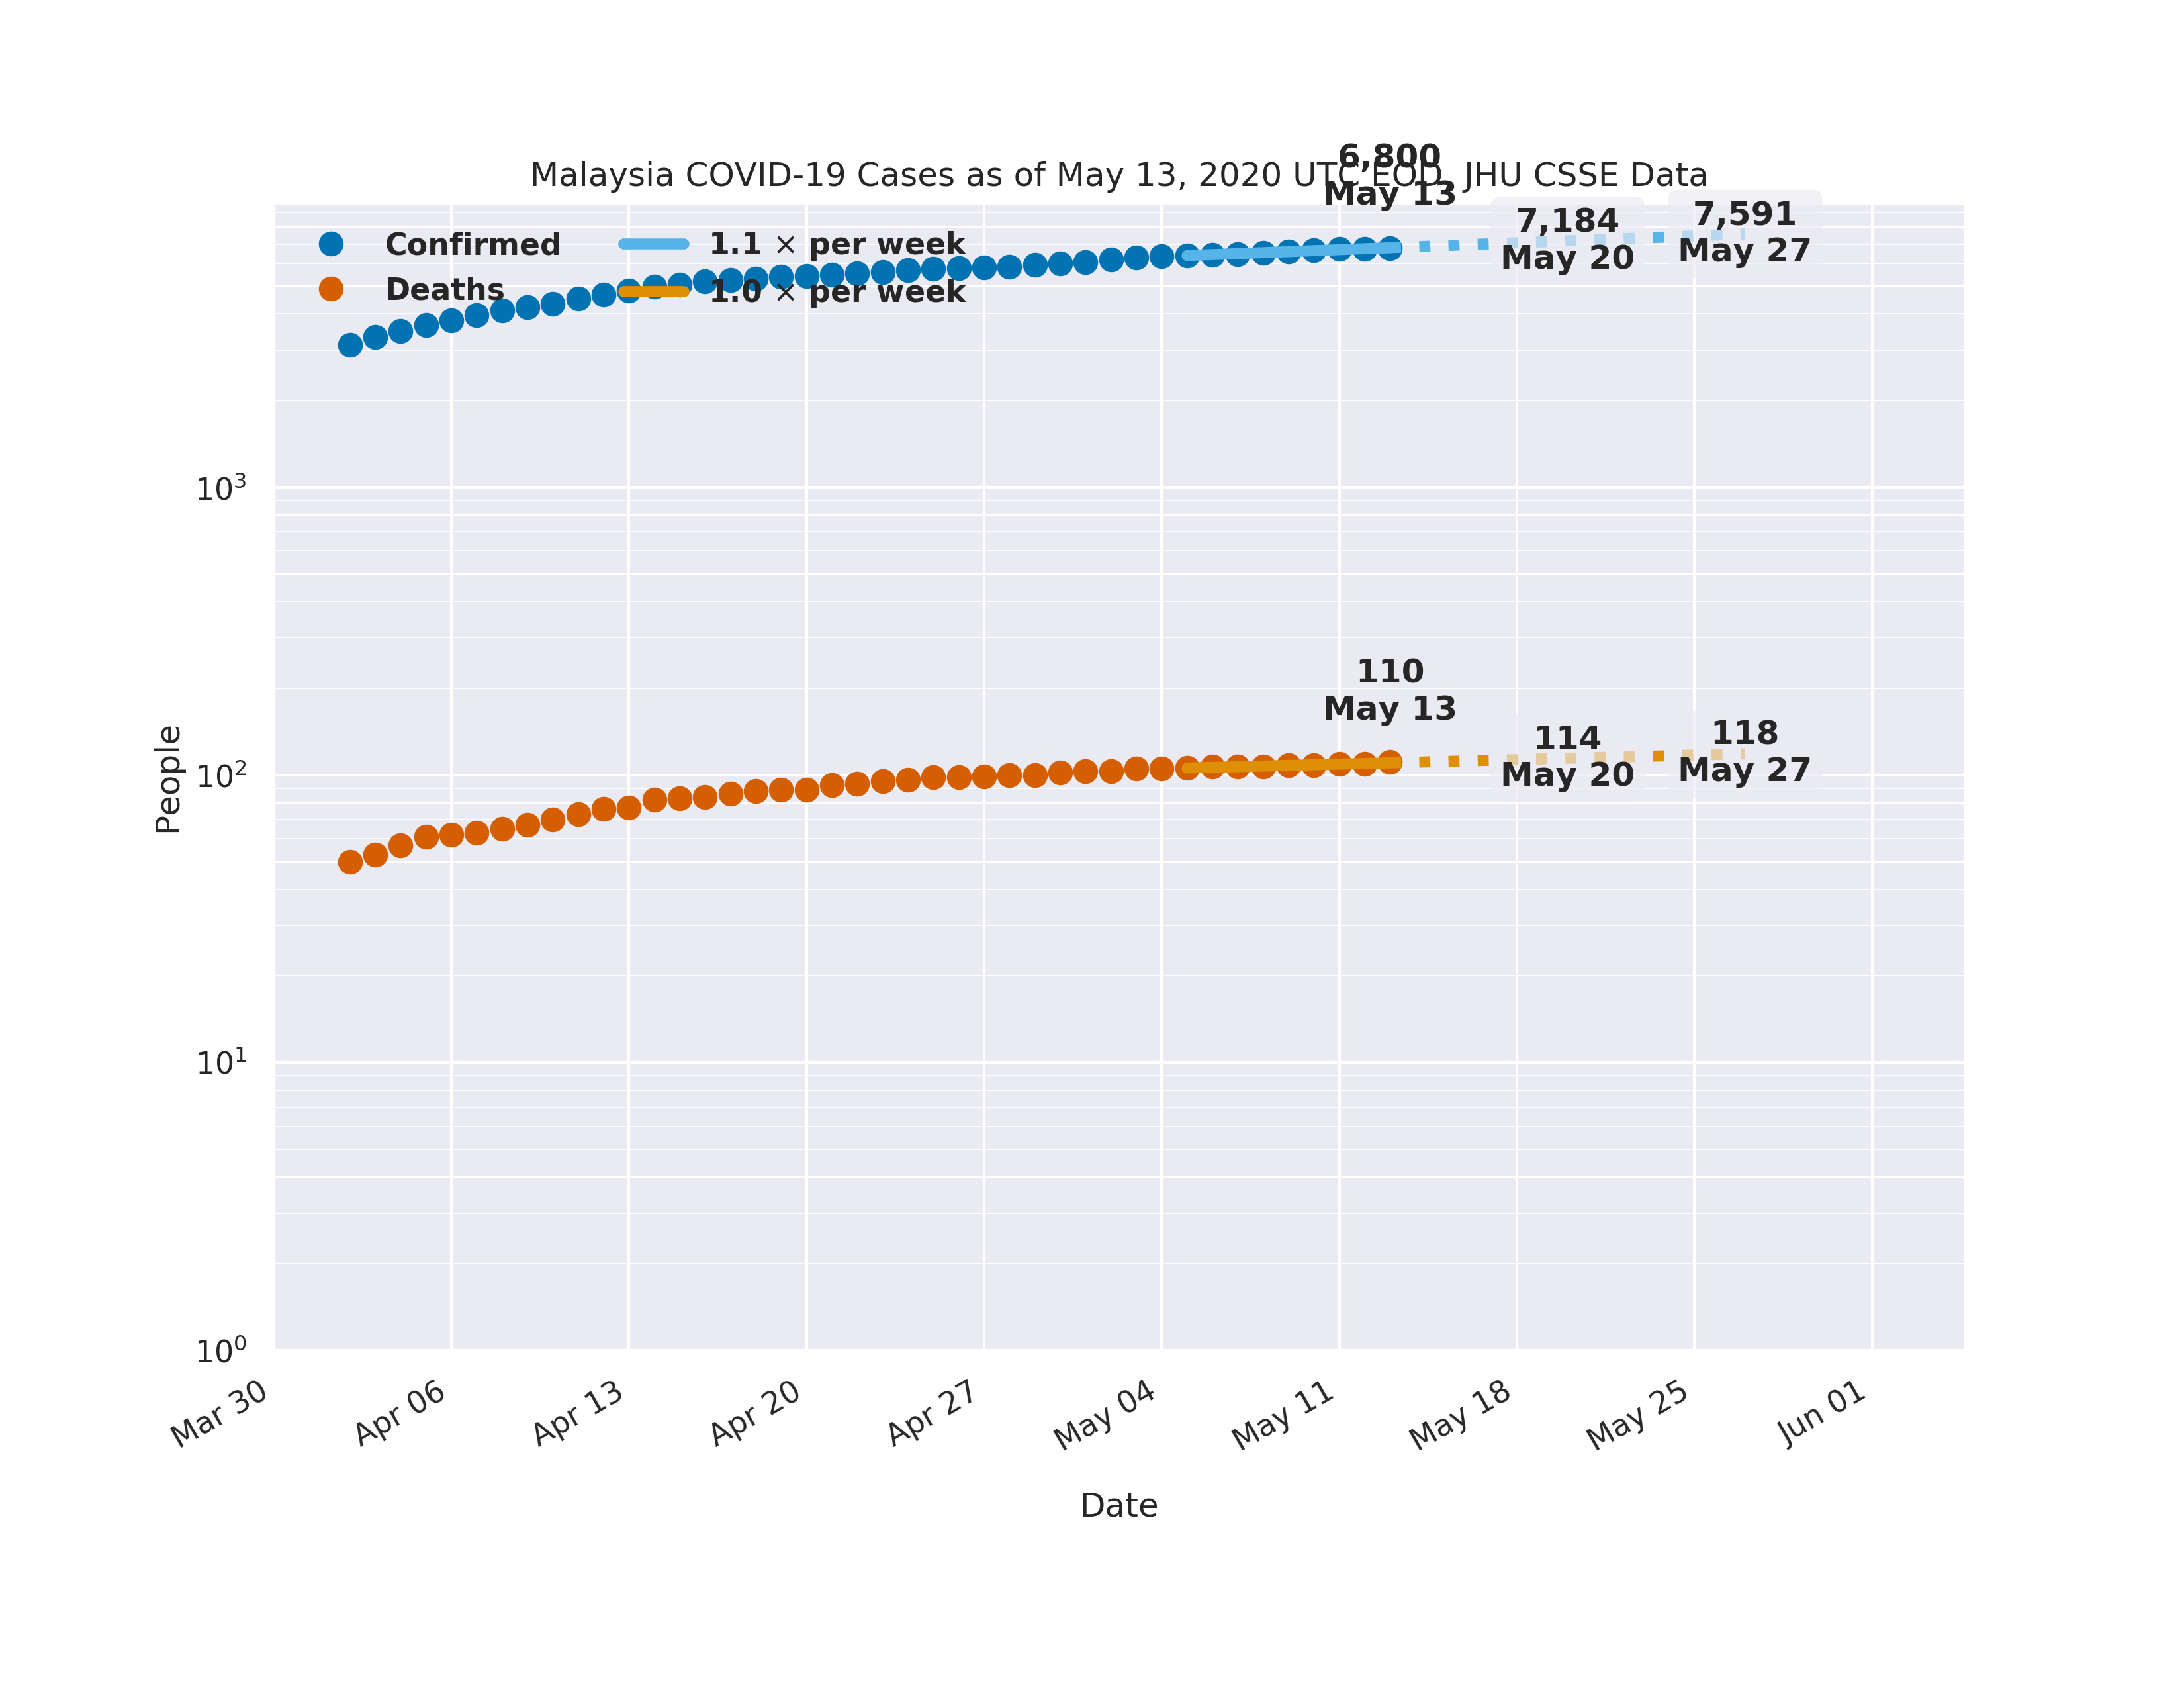 6,800
May 13
Malaysia COVID-19 Cases as of May 13, 2020 UTC EOD, JHU CSSE Data
Confirmed
Deaths
1.1 × per week
1.0 × per week
7,184
May 20
7,591
May 27
110
May 13
114
May 20
118
May 27
People
10³
10²
10¹
10⁰
Mar 30
Apr 06
Apr 13
Apr 20
Apr 27
May 04
May 11
May 18
May 25
Jun 01
Date